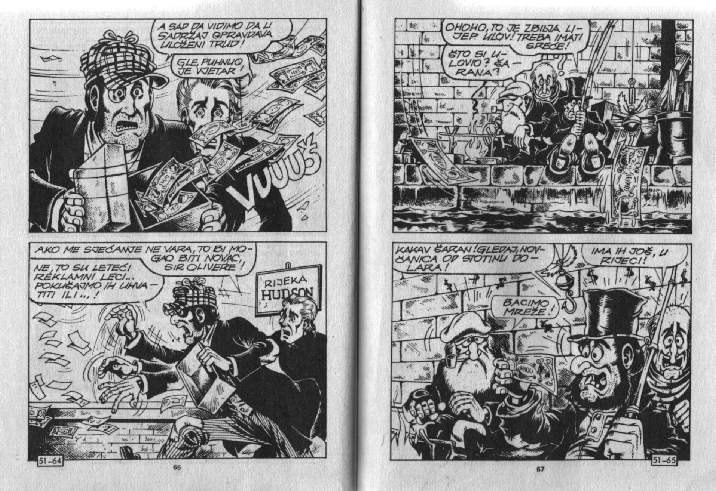 A SAD DA VIDIMO DA LI
SADRŽAJ OPRAVDAVA
ULOŽENI TRUD!
GLE, PUHNUO
JE VJETAR!
VUUUŠ
AKO ME SJEĆANJE NE VARA, TO BI MO-
GAO BITI NOVAC,
SIR OLIVERE!
NE, TO SU LETEĆI
REKLAMNI LECI...
POKUŠAJMO IH UHVA-
TITI ILI...!
RIJEKA
HUDSON
51-64
66
OHOHO, TO JE ZBILJA LI-
JEP ULOV! TREBA IMATI
SREĆE!
ŠTO SI U-
LOVIO? ŠA-
RANA?
KAKAV ŠARAN! GLEDAJ, NOV-
ČANICA OD STOTINU DO-
LARA!
IMA IH JOŠ, U
RIJECI!
BACIMO
MREŽE!
51-65
67